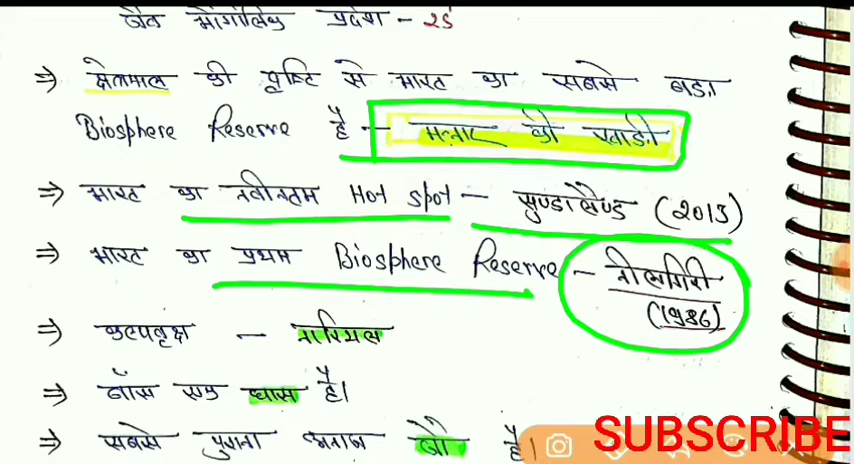 जैव भौगोलिक प्रदेश - 25
⇒ क्षेत्रफल की दृष्टि से भारत का सबसे बड़ा
Biosphere Reserve है - मन्नार की खाड़ी
⇒ भारत का नवीनतम Hot spot - सुण्डालैण्ड (2013)
⇒ भारत का प्रथम Biosphere Reserve - नीलगिरी
(1986)
⇒ कल्पवृक्ष - नारियल
⇒ बाँस एक घास है।
⇒ सबसे पुराना अनाज जौ है।
SUBSCRIBE